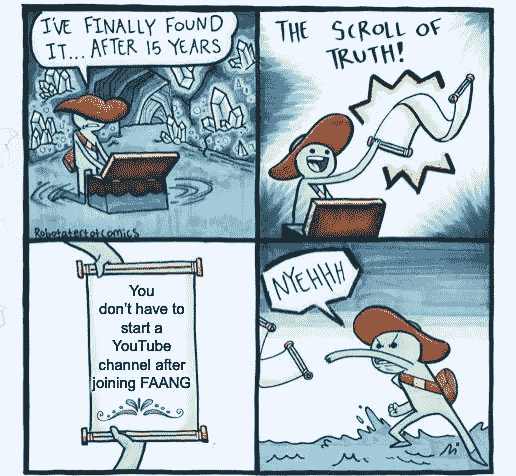 I'VE FINALLY FOUND
IT... AFTER 15 YEARS
THE SCROLL OF
TRUTH!
Robotatertotcomics
You
don't have to
start a
YouTube
channel after
joining FAANG
NYEHHH